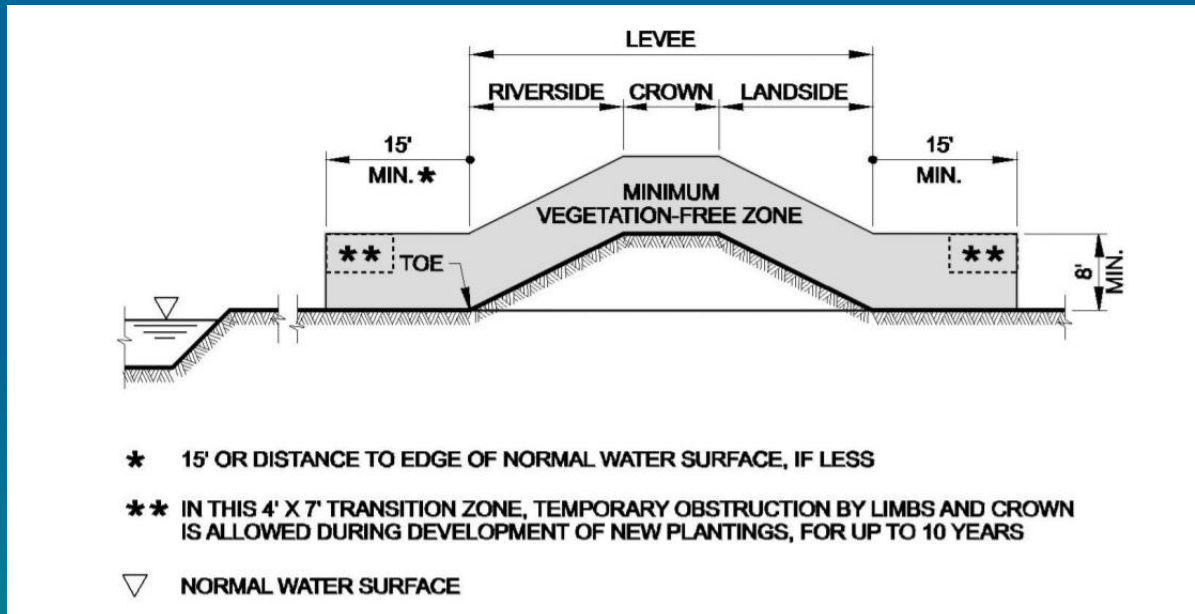 LEVEE
RIVERSIDE CROWN LANDSIDE
15' MIN. *
15' MIN.
MINIMUM
VEGETATION-FREE ZONE
** TOE **
8' MIN.
* 15' OR DISTANCE TO EDGE OF NORMAL WATER SURFACE, IF LESS
** IN THIS 4' X 7' TRANSITION ZONE, TEMPORARY OBSTRUCTION BY LIMBS AND CROWN
IS ALLOWED DURING DEVELOPMENT OF NEW PLANTINGS, FOR UP TO 10 YEARS
▽ NORMAL WATER SURFACE